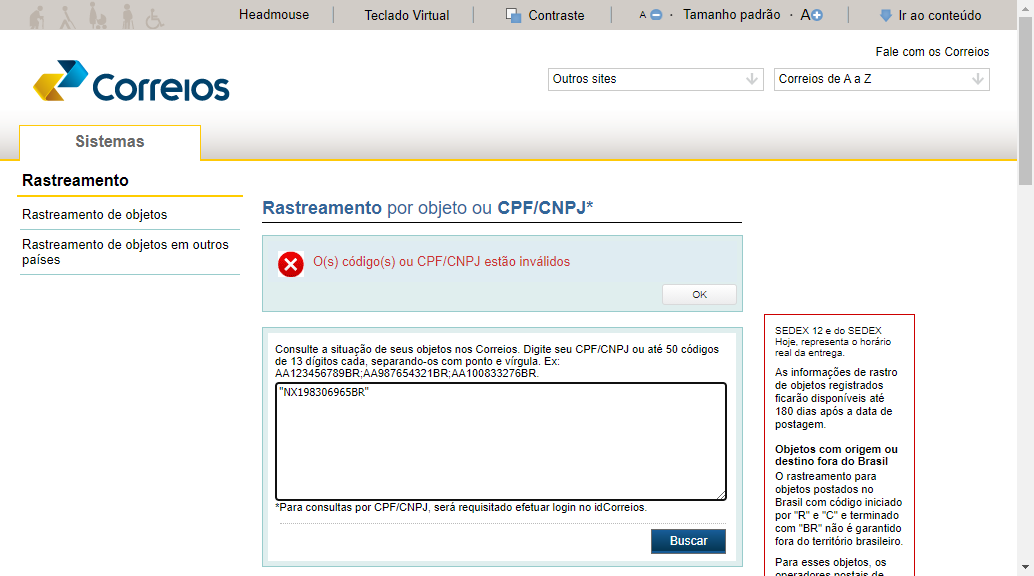 Headmouse
Teclado Virtual
Contraste
A · Tamanho padrão · A
Ir ao conteúdo
Fale com os Correios
Correios
Outros sites
Correios de A a Z
Sistemas
Rastreamento
Rastreamento de objetos
Rastreamento de objetos em outros
países
Rastreamento por objeto ou CPF/CNPJ*
O(s) código(s) ou CPF/CNPJ estão inválidos
OK
Consulte a situação de seus objetos nos Correios. Digite seu CPF/CNPJ ou até 50 códigos
de 13 dígitos cada, separando-os com ponto e vírgula. Ex:
AA123456789BR;AA987654321BR;AA100833276BR.
"NX198306965BR"
*Para consultas por CPF/CNPJ, será requisitado efetuar login no idCorreios.
Buscar
SEDEX 12 e do SEDEX
Hoje, representa o horário
real da entrega.
As informações de rastro
de objetos registrados
ficarão disponíveis até
180 dias após a data de
postagem.
Objetos com origem ou
destino fora do Brasil
O rastreamento para
objetos postados no
Brasil com código iniciado
por "R" e "C" e terminado
com "BR" não é garantido
fora do território brasileiro.
Para esses objetos, os
operadores postais de